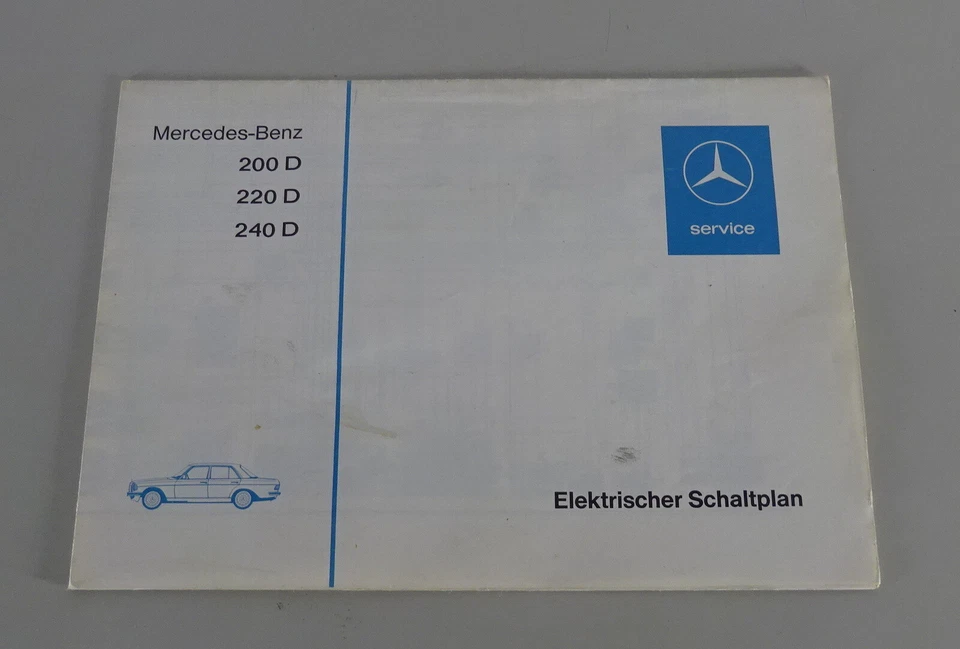 Mercedes-Benz
200 D
220 D
240 D
service
Elektrischer Schaltplan